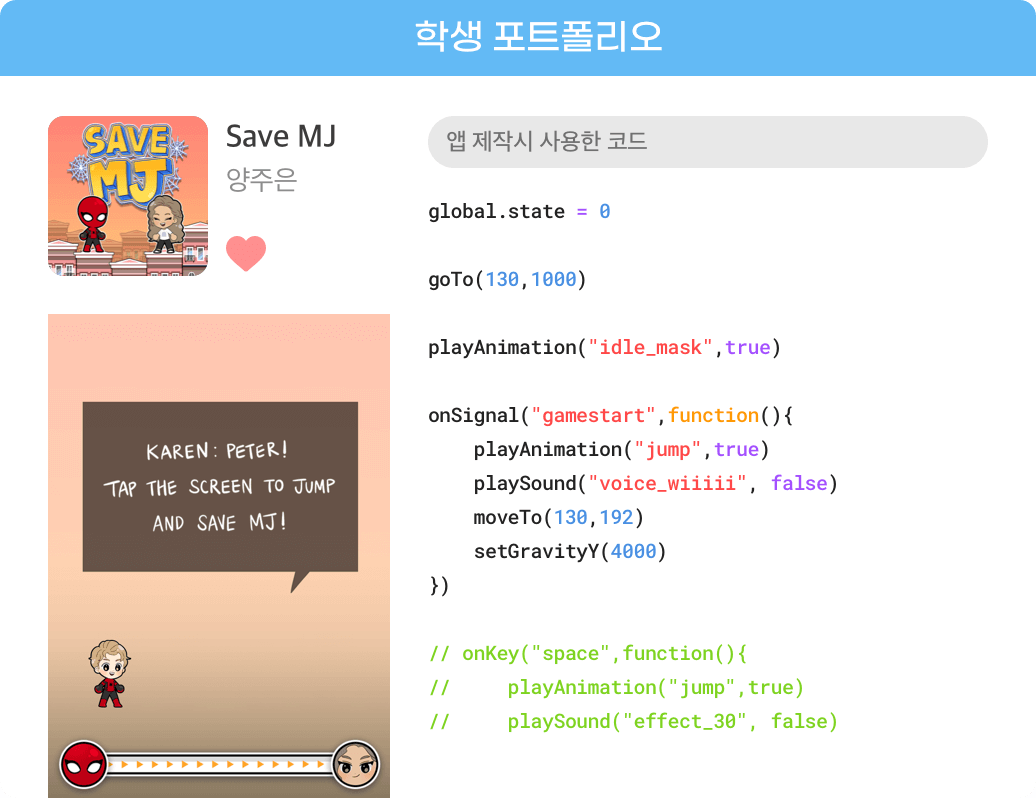 학생 포트폴리오
SAVE
MJ
Save MJ
양주은
KAREN: PETER!
TAP THE SCREEN TO JUMP
AND SAVE MJ!
앱 제작시 사용한 코드
global.state = 0
goTo(130,1000)
playAnimation("idle_mask",true)
onSignal("gamestart",function(){
    playAnimation("jump",true)
    playSound("voice_wiiiii", false)
    moveTo(130,192)
    setGravityY(4000)
})
// onKey("space",function(){
//     playAnimation("jump",true)
//     playSound("effect_30", false)